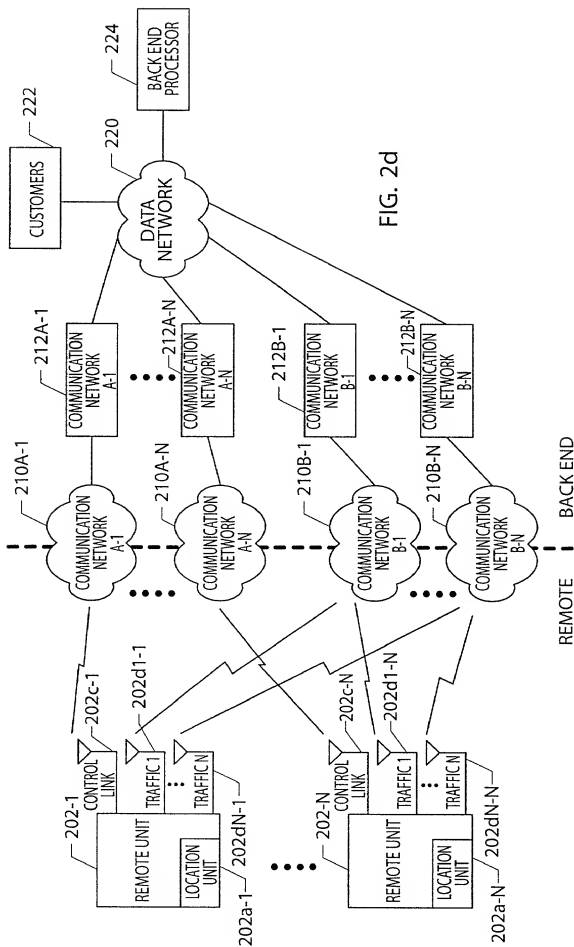 CUSTOMERS
222
220
224
BACK END
PROCESSOR
DATA
NETWORK
FIG. 2d
212A-1
COMMUNICATION
NETWORK
A-1
212A-N
COMMUNICATION
NETWORK
A-N
212B-1
COMMUNICATION
NETWORK
B-1
212B-N
COMMUNICATION
NETWORK
B-N
210A-1
COMMUNICATION
NETWORK
A-1
210A-N
COMMUNICATION
NETWORK
A-N
210B-1
COMMUNICATION
NETWORK
B-1
210B-N
COMMUNICATION
NETWORK
B-N
BACK END
REMOTE
202-1
202c-1
CONTROL
LINK
202d1-1
TRAFFIC 1
TRAFFIC N
202dN-1
REMOTE UNIT
LOCATION
UNIT
202a-1
202-N
202c-N
CONTROL
LINK
202d1-N
TRAFFIC 1
TRAFFIC N
202dN-N
REMOTE UNIT
LOCATION
UNIT
202a-N